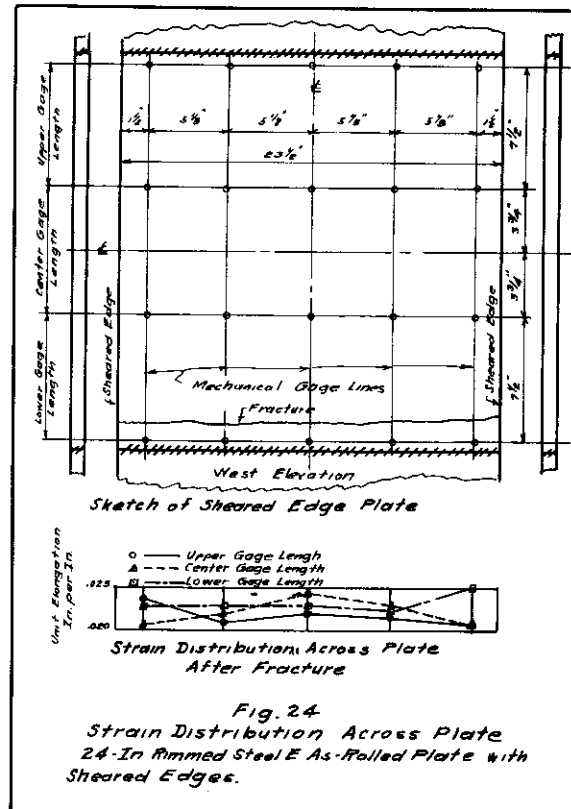 Upper Gage Length
Center Gage Length
Lower Gage Length
1½" 5⅞" 5⅞" 5⅞" 1½"
23½"
7½"
3¾"
3¾"
7½"
Sheared Edge
Sheared Edge
Mechanical Gage Lines
Fracture
West Elevation
Sketch of Sheared Edge Plate
Unit Elongation In. per In.
Upper Gage Lengh
Center Gage Length
Lower Gage Length
.025
.020
Strain Distribution Across Plate
After Fracture
Fig. 24
Strain Distribution Across Plate
24-In Rimmed Steel E As-Rolled Plate with
Sheared Edges.